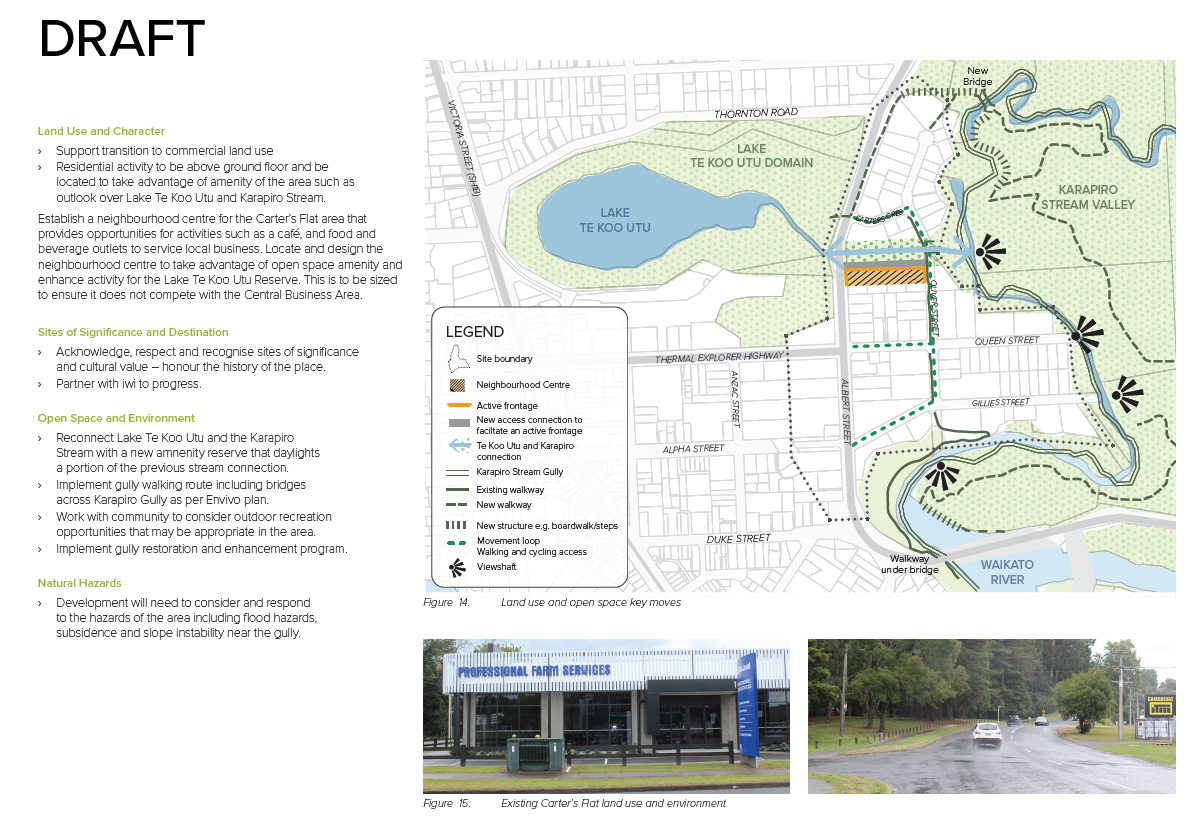 DRAFT
Land Use and Character
› Support transition to commercial land use
› Residential activity to be above ground floor and be
located to take advantage of amenity of the area such as
outlook over Lake Te Koo Utu and Karapiro Stream.
Establish a neighbourhood centre for the Carter's Flat area that
provides opportunities for activities such as a café, and food and
beverage outlets to service local business. Locate and design the
neighbourhood centre to take advantage of open space amenity and
enhance activity for the Lake Te Koo Utu Reserve. This is to be sized
to ensure it does not compete with the Central Business Area.
Sites of Significance and Destination
› Acknowledge, respect and recognise sites of significance
and cultural value – honour the history of the place.
› Partner with iwi to progress.
Open Space and Environment
› Reconnect Lake Te Koo Utu and the Karapiro
Stream with a new amnenity reserve that daylights
a portion of the previous stream connection.
› Implement gully walking route including bridges
across Karapiro Gully as per Envivo plan.
› Work with community to consider outdoor recreation
opportunities that may be appropriate in the area.
› Implement gully restoration and enhancement program.
Natural Hazards
› Development will need to consider and respond
to the hazards of the area including flood hazards,
subsidence and slope instability near the gully.
New
Bridge
VICTORIA STREET (SH1B)
THORNTON ROAD
LAKE
TE KOO UTU DOMAIN
KARAPIRO
STREAM VALLEY
LAKE
TE KOO UTU
CARTERS CRES
OLIVER STREET
QUEEN STREET
THERMAL EXPLORER HIGHWAY
ANZAC STREET
ALBERT STREET
GILLIES STREET
ALPHA STREET
DUKE STREET
Walkway
under bridge
WAIKATO
RIVER
LEGEND
Site boundary
Neighbourhood Centre
Active frontage
New access connection to
faciltate an active frontage
Te Koo Utu and Karapiro
connection
Karapiro Stream Gully
Existing walkway
New walkway
New structure e.g. boardwalk/steps
Movement loop
Walking and cycling access
Viewshaft
Figure 14. Land use and open space key moves
PROFESSIONAL FARM SERVICES
CAMBRIDGE
Figure 15. Existing Carter's Flat land use and environment